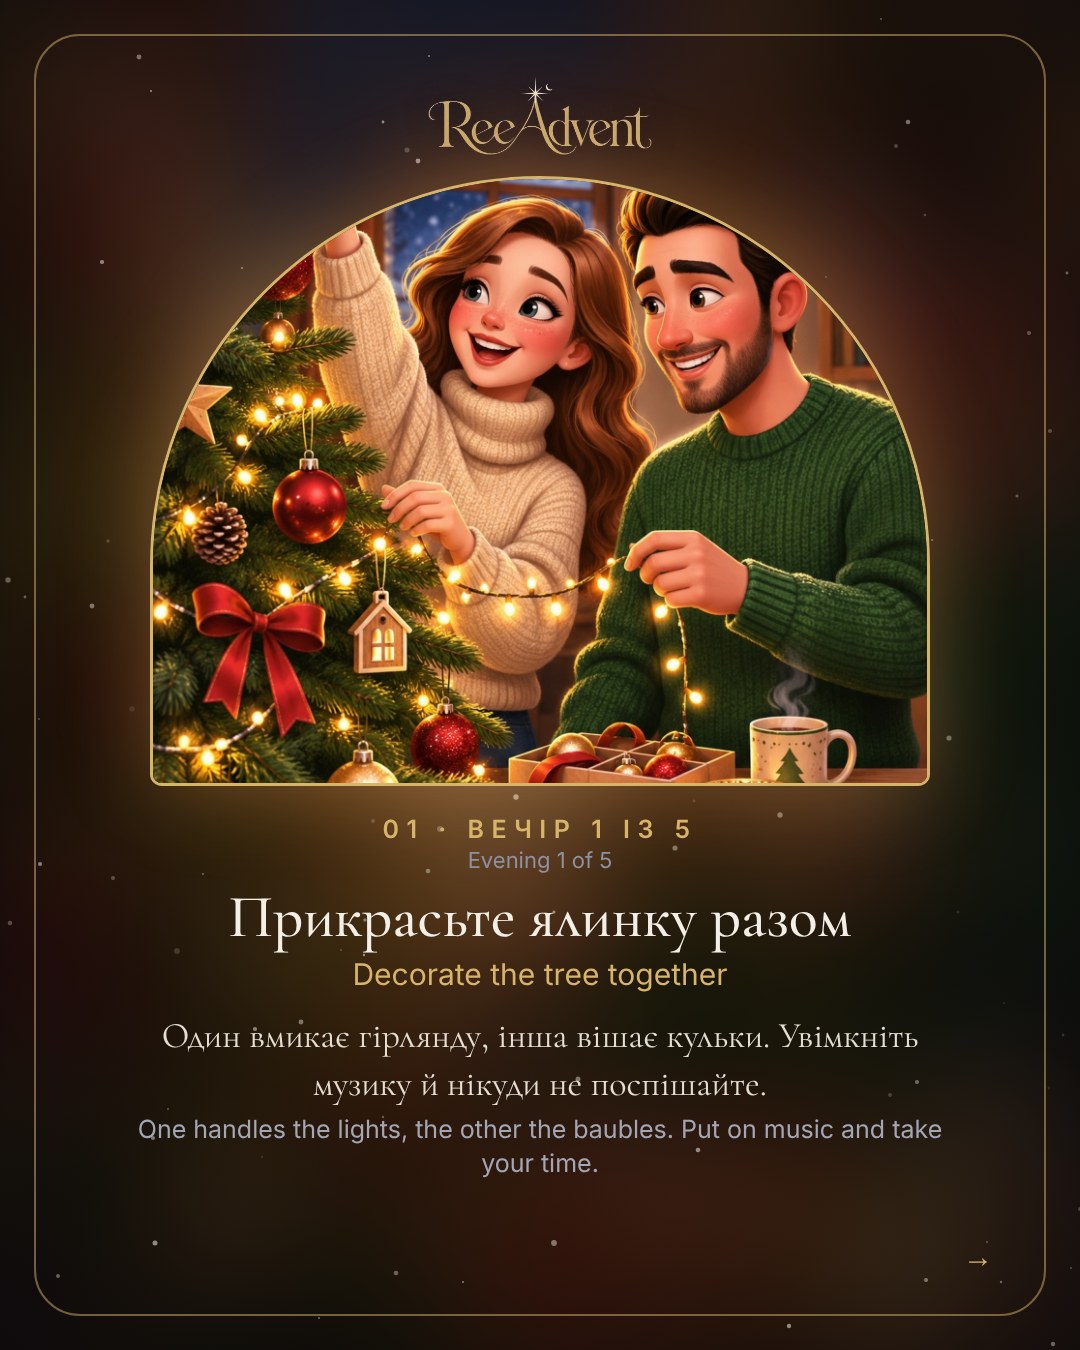 ReeAdvent
01 · ВЕЧІР 1 ІЗ 5
Evening 1 of 5
Прикрасьте ялинку разом
Decorate the tree together
Один вмикає гірлянду, інша вішає кульки. Увімкніть
музику й нікуди не поспішайте.
One handles the lights, the other the baubles. Put on music and take
your time.
→